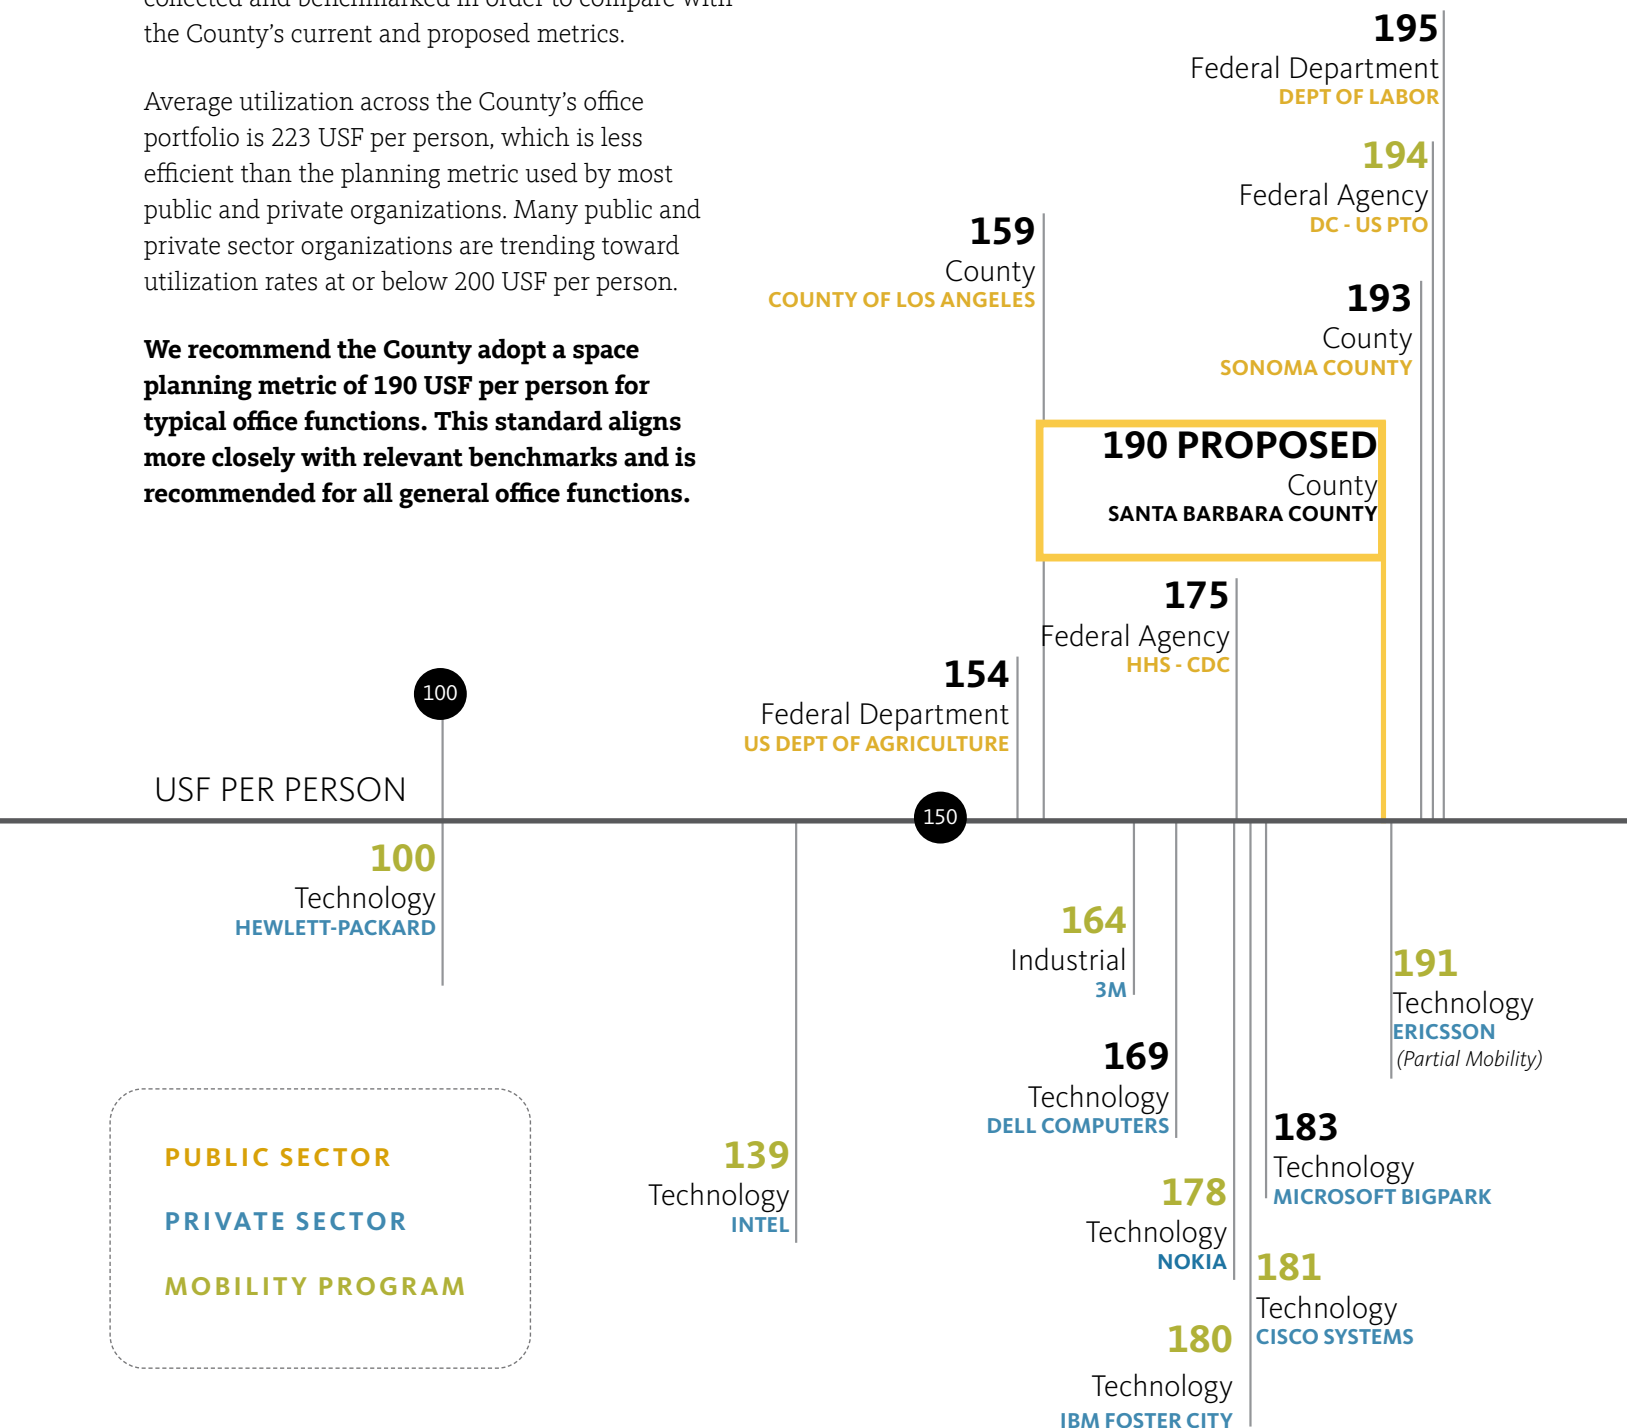 collected and benchmarked in order to compare with
the County's current and proposed metrics.
Average utilization across the County's office
portfolio is 223 USF per person, which is less
efficient than the planning metric used by most
public and private organizations. Many public and
private sector organizations are trending toward
utilization rates at or below 200 USF per person.
We recommend the County adopt a space
planning metric of 190 USF per person for
typical office functions. This standard aligns
more closely with relevant benchmarks and is
recommended for all general office functions.
195
Federal Department
DEPT OF LABOR
194
Federal Agency
DC - US PTO
159
County
COUNTY OF LOS ANGELES
193
County
SONOMA COUNTY
190 PROPOSED
County
SANTA BARBARA COUNTY
175
Federal Agency
HHS - CDC
154
Federal Department
US DEPT OF AGRICULTURE
100
USF PER PERSON
150
100
Technology
HEWLETT-PACKARD
164
Industrial
3M
191
Technology
ERICSSON
(Partial Mobility)
169
Technology
DELL COMPUTERS
183
Technology
MICROSOFT BIGPARK
139
Technology
INTEL
178
Technology
NOKIA
181
Technology
CISCO SYSTEMS
180
Technology
IBM FOSTER CITY
PUBLIC SECTOR
PRIVATE SECTOR
MOBILITY PROGRAM